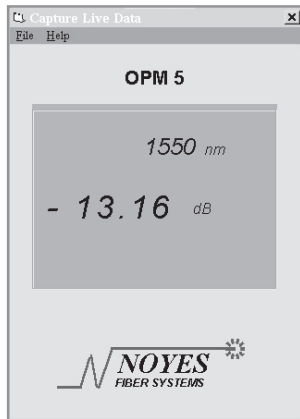 Capture Live Data
File Help
OPM 5
1550 nm
- 13.16 dB
NOYES
FIBER SYSTEMS